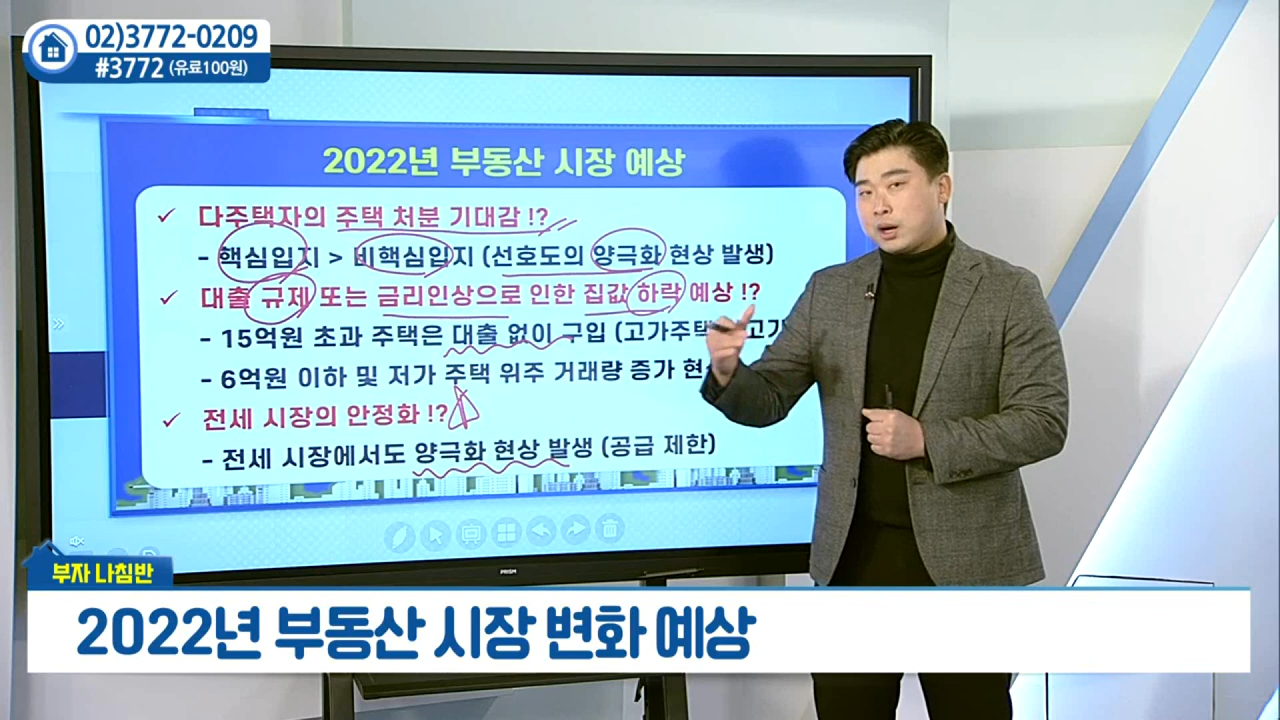 02)3772-0209
#3772 (유료100원)
2022년 부동산 시장 예상
✓ 다주택자의 주택 처분 기대감 !?
- 핵심입지 > 비핵심입지 (선호도의 양극화 현상 발생)
✓ 대출 규제 또는 금리인상으로 인한 집값 하락 예상 !?
- 15억원 초과 주택은 대출 없이 구입 (고가주택
- 6억원 이하 및 저가 주택 위주 거래량 증가
✓ 전세 시장의 안정화 !?
- 전세 시장에서도 양극화 현상 발생 (공급 제한)
PRISM
부자 나침반
2022년 부동산 시장 변화 예상